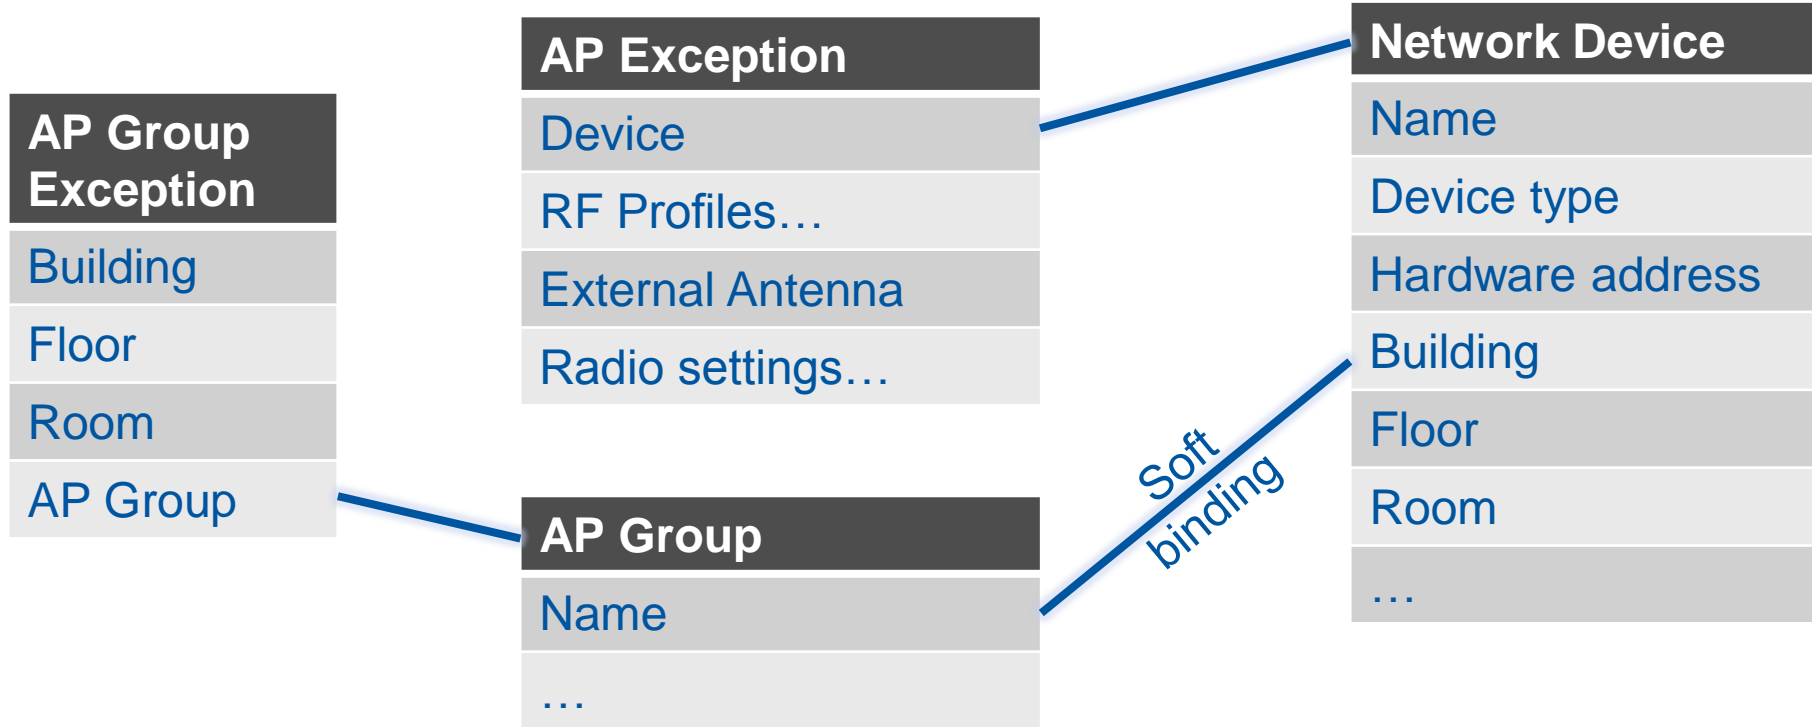 AP Group
Exception
Building
Floor
Room
AP Group
AP Exception
Device
RF Profiles…
External Antenna
Radio settings…
AP Group
Name
…
Soft
binding
Network Device
Name
Device type
Hardware address
Building
Floor
Room
…